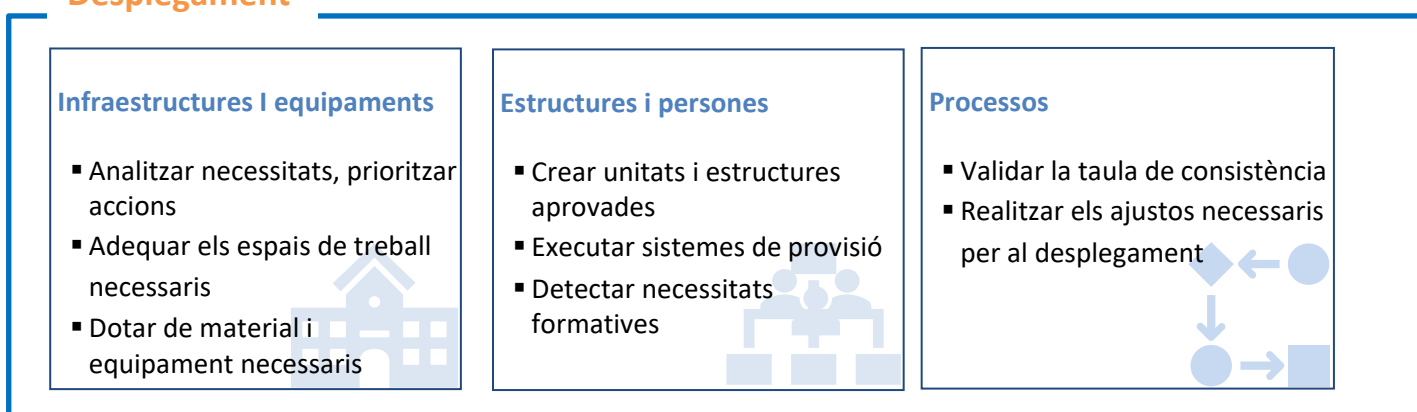 Desplegament
Infraestructures I equipaments
▪ Analitzar necessitats, prioritzar
accions
▪ Adequar els espais de treball
necessaris
▪ Dotar de material i
equipament necessaris
Estructures i persones
▪ Crear unitats i estructures
aprovades
▪ Executar sistemes de provisió
▪ Detectar necessitats
formatives
Processos
▪ Validar la taula de consistència
▪ Realitzar els ajustos necessaris
per al desplegament